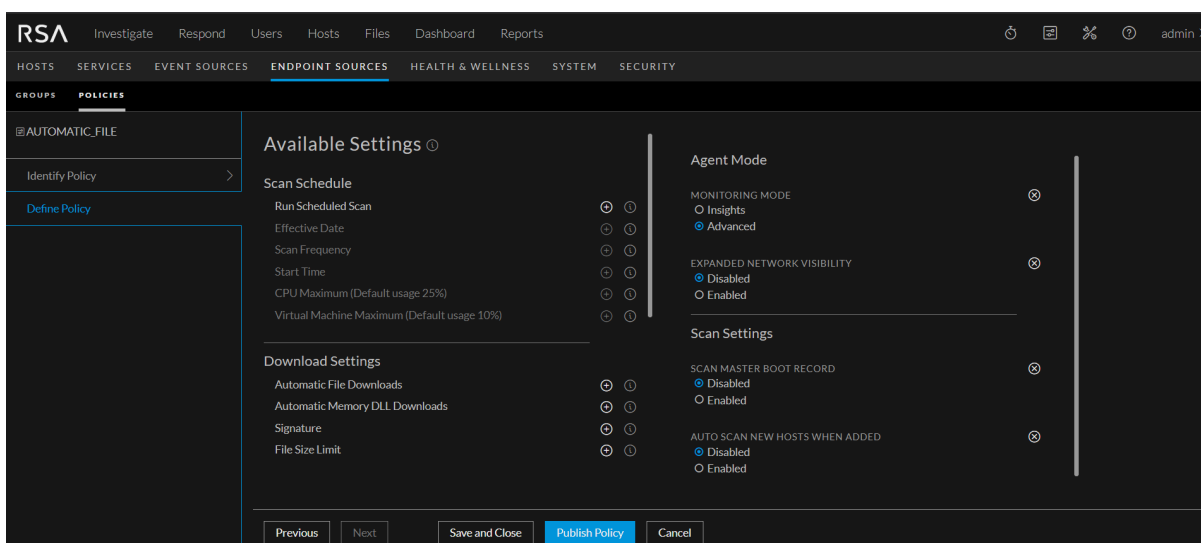 RSA Investigate Respond Users Hosts Files Dashboard Reports admin
HOSTS SERVICES EVENT SOURCES ENDPOINT SOURCES HEALTH & WELLNESS SYSTEM SECURITY
GROUPS POLICIES
AUTOMATIC_FILE
Identify Policy
Define Policy
Available Settings
Scan Schedule
Run Scheduled Scan
Effective Date
Scan Frequency
Start Time
CPU Maximum (Default usage 25%)
Virtual Machine Maximum (Default usage 10%)
Download Settings
Automatic File Downloads
Automatic Memory DLL Downloads
Signature
File Size Limit
Agent Mode
MONITORING MODE
Insights
Advanced
EXPANDED NETWORK VISIBILITY
Disabled
Enabled
Scan Settings
SCAN MASTER BOOT RECORD
Disabled
Enabled
AUTO SCAN NEW HOSTS WHEN ADDED
Disabled
Enabled
Previous Next Save and Close Publish Policy Cancel